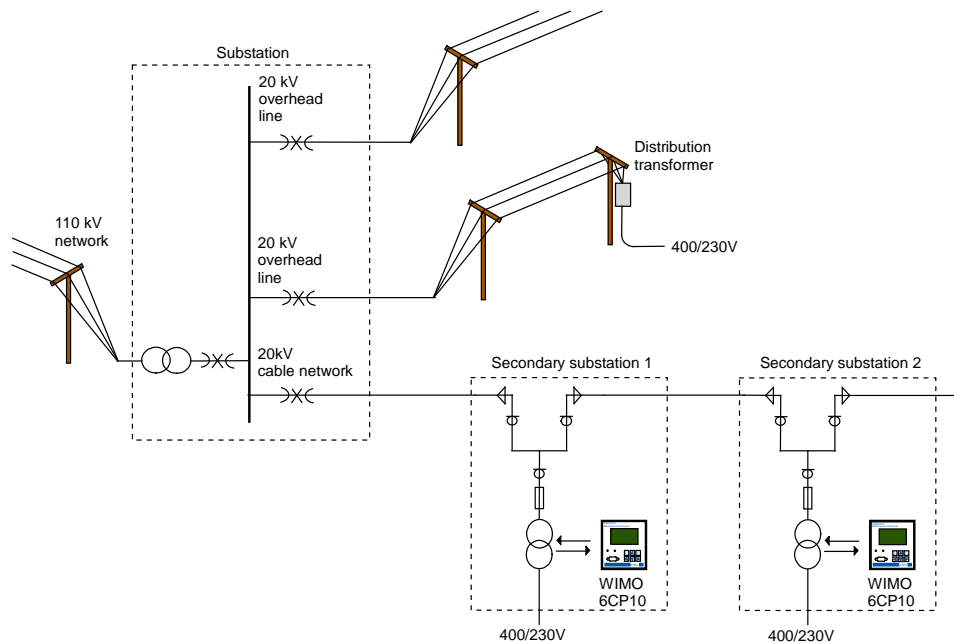 Substation
20 kV
overhead
line
Distribution
transformer
110 kV
network
20 kV
overhead
line
400/230V
20kV
cable network
Secondary substation 1
Secondary substation 2
WIMO
6CP10
WIMO
6CP10
400/230V
400/230V